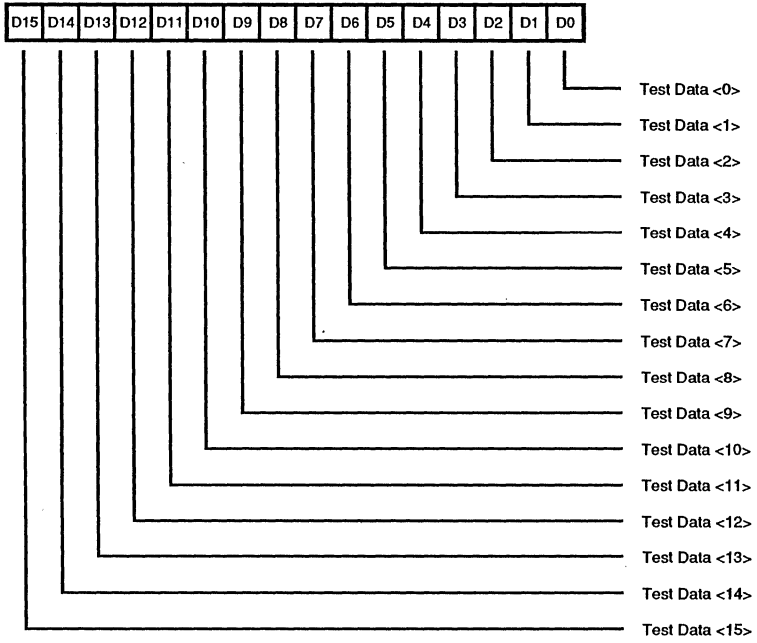 D15 D14 D13 D12 D11 D10 D9 D8 D7 D6 D5 D4 D3 D2 D1 D0
Test Data <0>
Test Data <1>
Test Data <2>
Test Data <3>
Test Data <4>
Test Data <5>
Test Data <6>
Test Data <7>
Test Data <8>
Test Data <9>
Test Data <10>
Test Data <11>
Test Data <12>
Test Data <13>
Test Data <14>
Test Data <15>